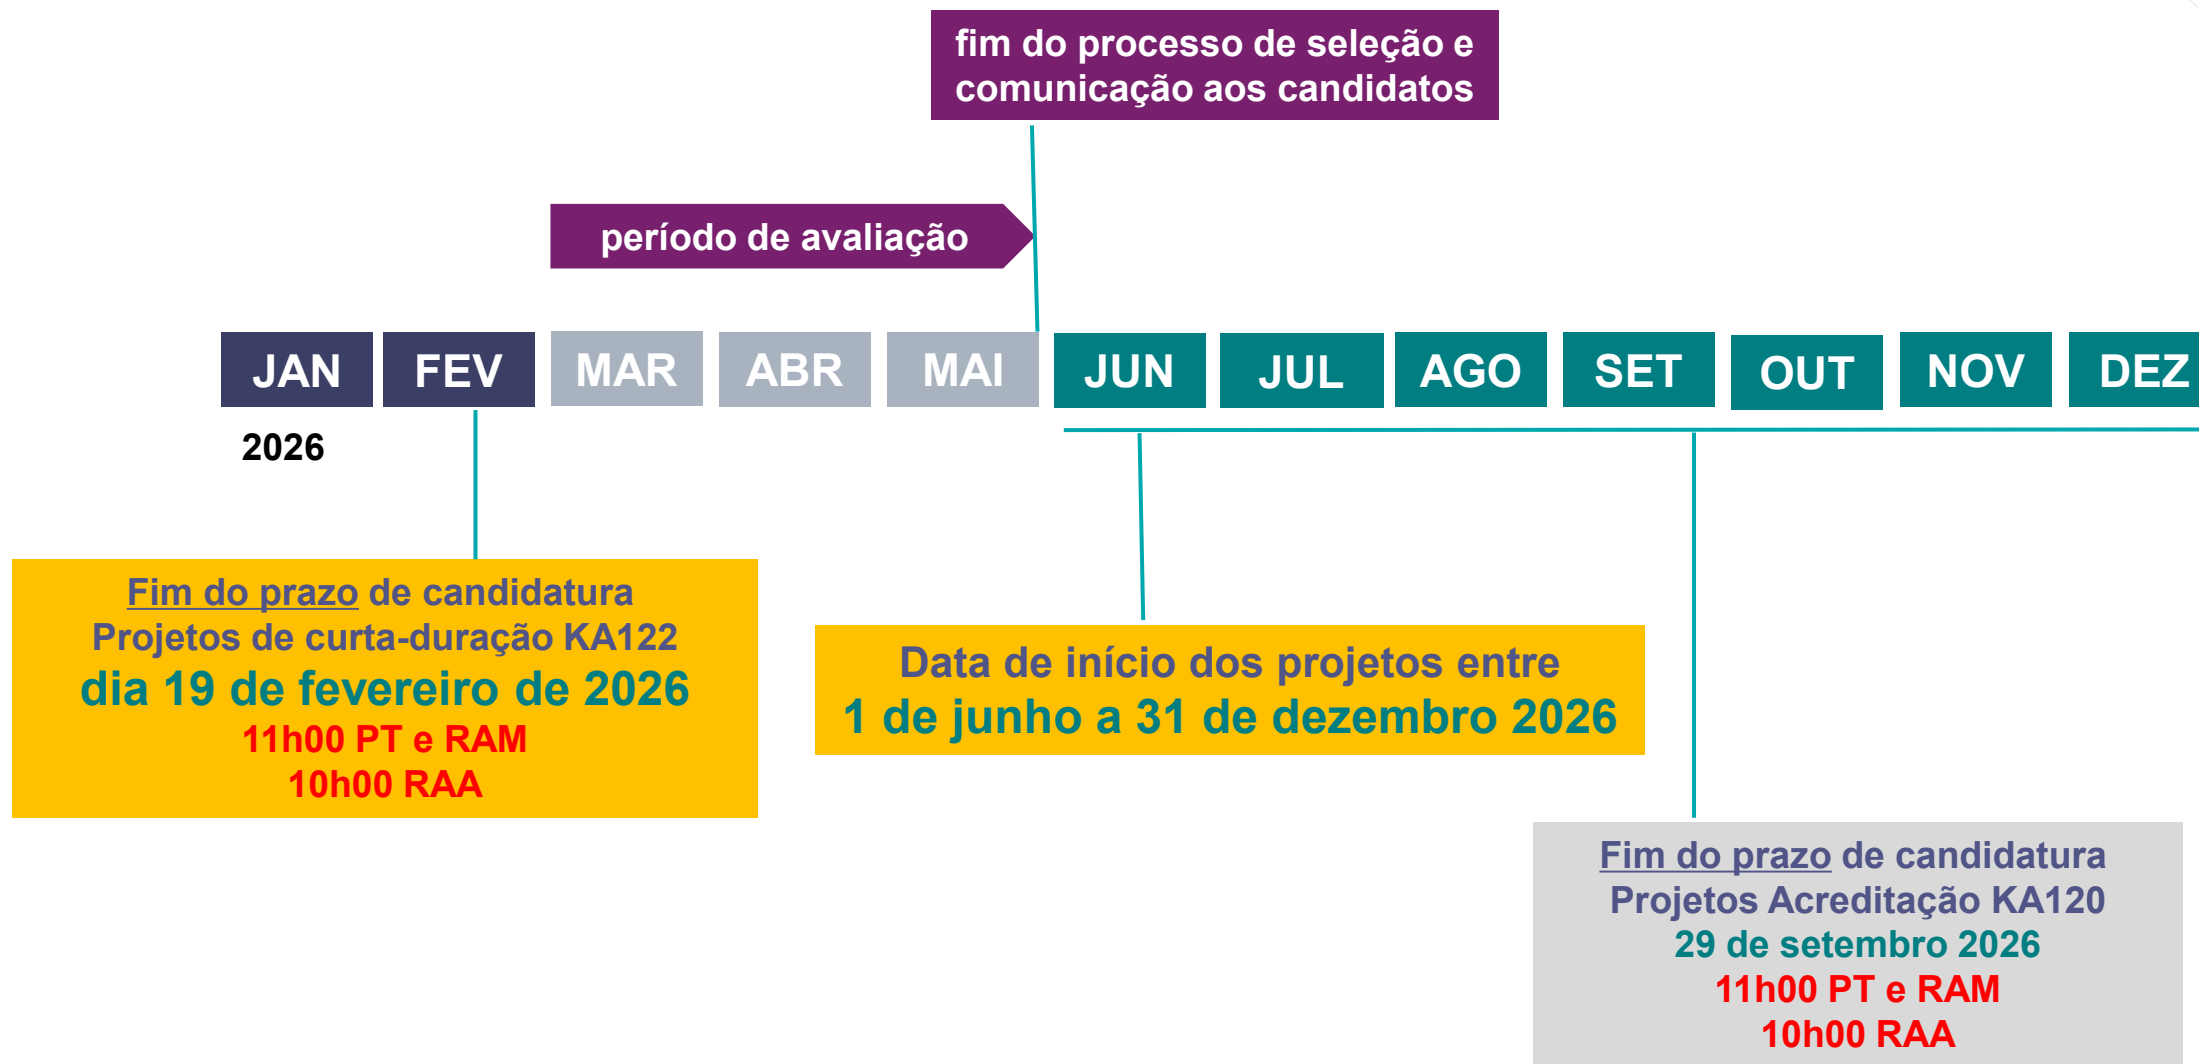 fim do processo de seleção e
comunicação aos candidatos
período de avaliação
JAN FEV MAR ABR MAI JUN JUL AGO SET OUT NOV DEZ
2026
Fim do prazo de candidatura
Projetos de curta-duração KA122
dia 19 de fevereiro de 2026
11h00 PT e RAM
10h00 RAA
Data de início dos projetos entre
1 de junho a 31 de dezembro 2026
Fim do prazo de candidatura
Projetos Acreditação KA120
29 de setembro 2026
11h00 PT e RAM
10h00 RAA